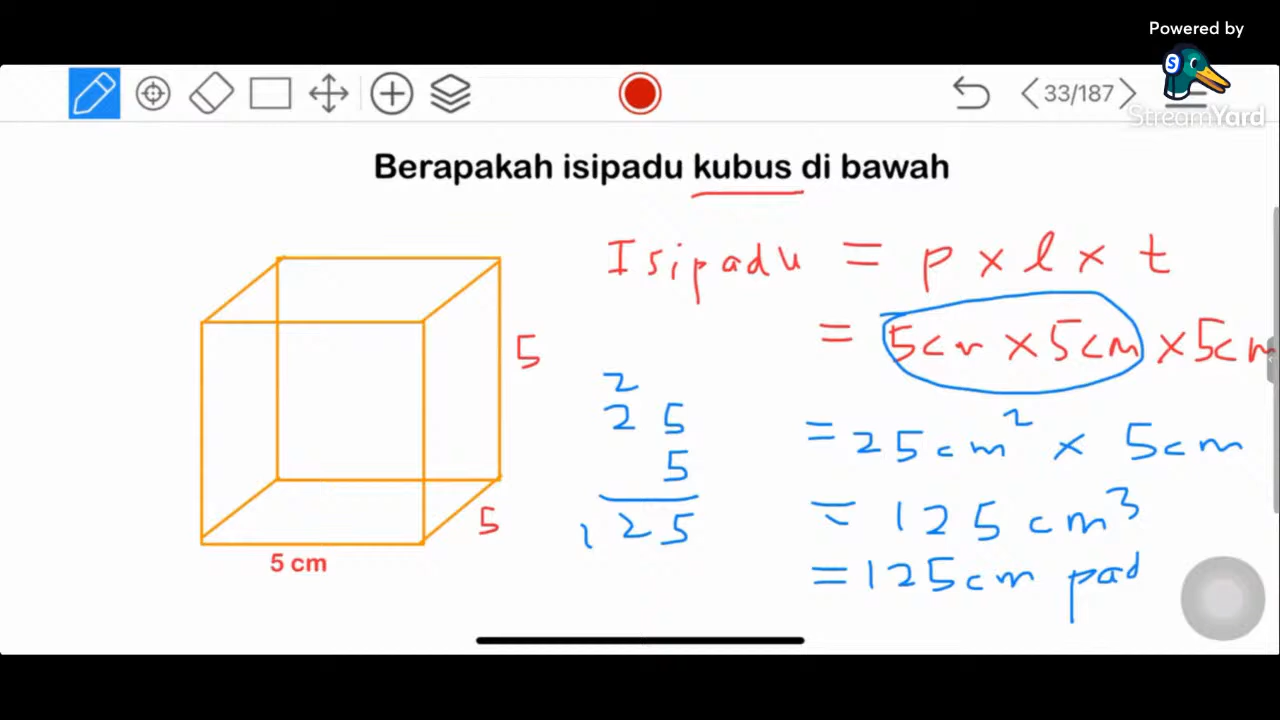 Powered by
StreamYard
33/187
Berapakah isipadu kubus di bawah
Isipadu = p × l × t
= 5cm × 5cm × 5cm
= 25cm² × 5cm
= 125 cm³
= 125cm pad
2
25
5
125
5
5
5 cm